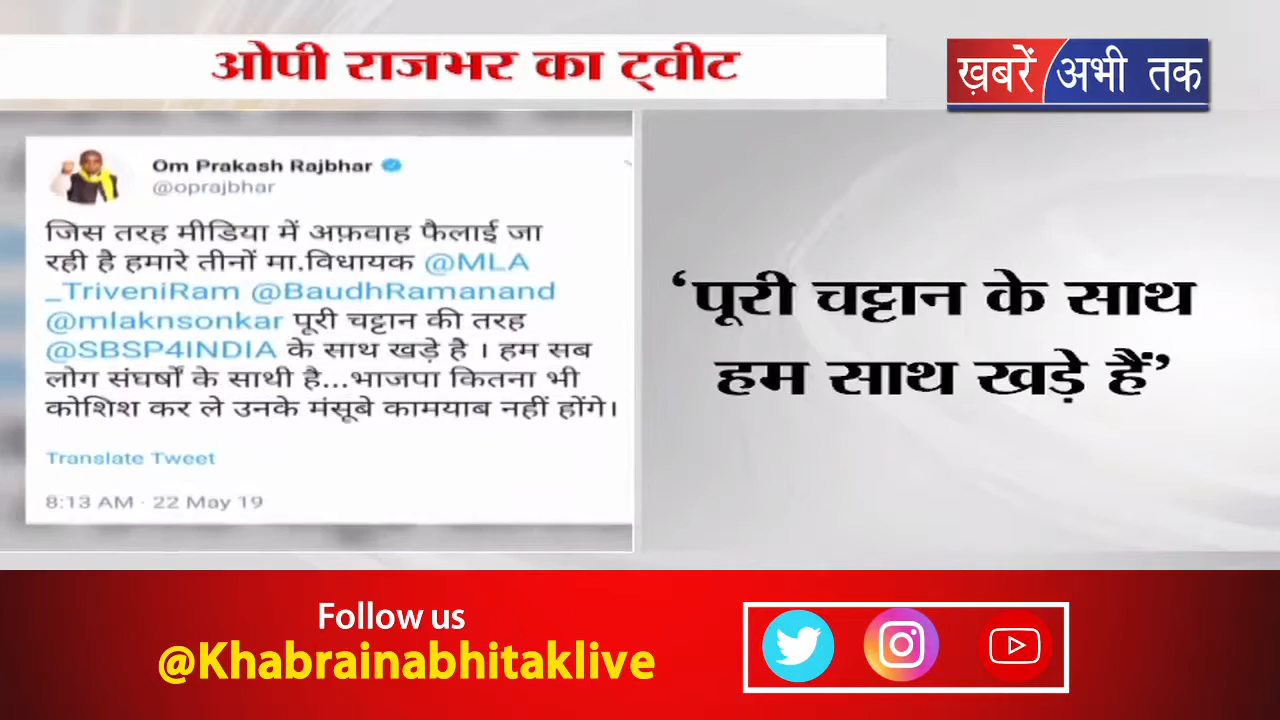 ओपी राजभर का ट्वीट
ख़बरें अभी तक
Om Prakash Rajbhar
@oprajbhar
जिस तरह मीडिया में अफ़वाह फैलाई जा
रही है हमारे तीनों मा.विधायक @MLA
_TriveniRam @BaudhRamanand
@mlaknsonkar पूरी चट्टान की तरह
@SBSP4INDIA के साथ खड़े है । हम सब
लोग संघर्षों के साथी है...भाजपा कितना भी
कोशिश कर ले उनके मंसूबे कामयाब नहीं होंगे।
Translate Tweet
8:13 AM · 22 May 19
‘पूरी चट्टान के साथ
हम साथ खड़े हैं’
Follow us
@Khabrainabhitaklive